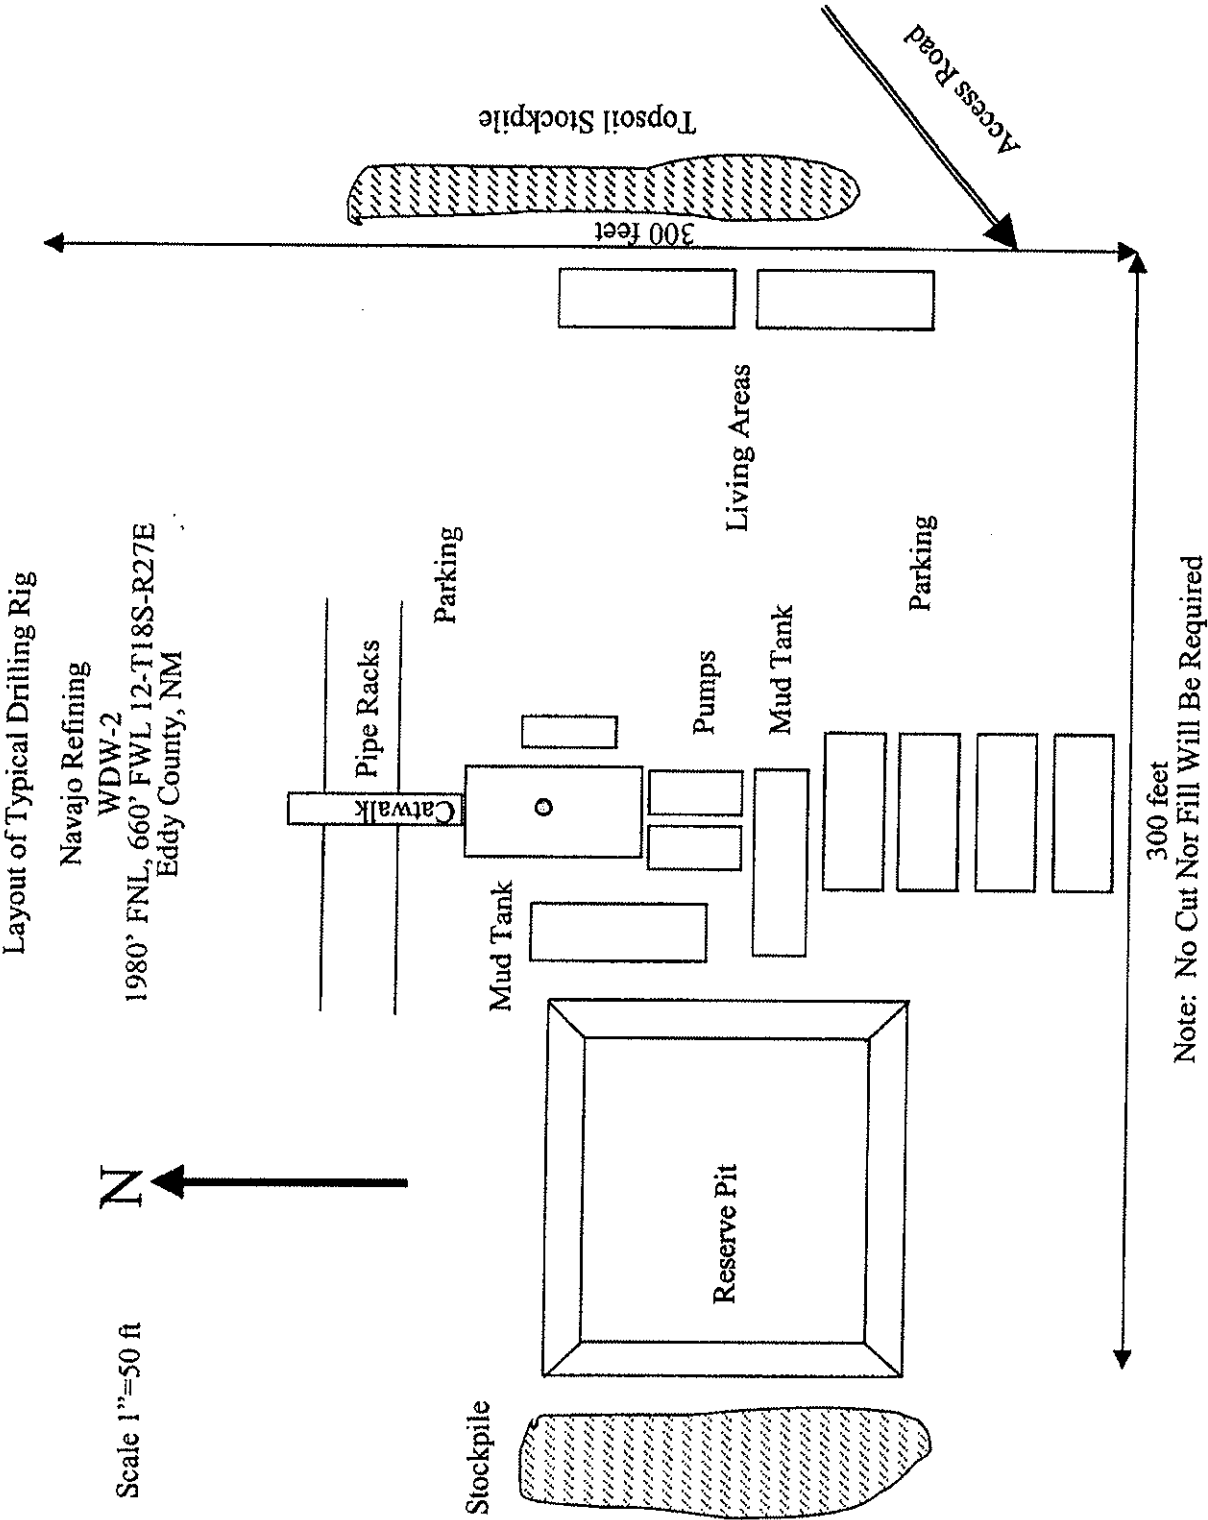 Layout of Typical Drilling Rig
Navajo Refining
WDW-2
1980’ FNL, 660’ FWL 12-T18S-R27E
Eddy County, NM
Scale 1”=50 ft
N
Pipe Racks
Catwalk
Parking
Topsoil Stockpile
Stockpile
Mud Tank
300 feet
Pumps
Living Areas
Reserve Pit
Mud Tank
Parking
Access Road
300 feet
Note: No Cut Nor Fill Will Be Required